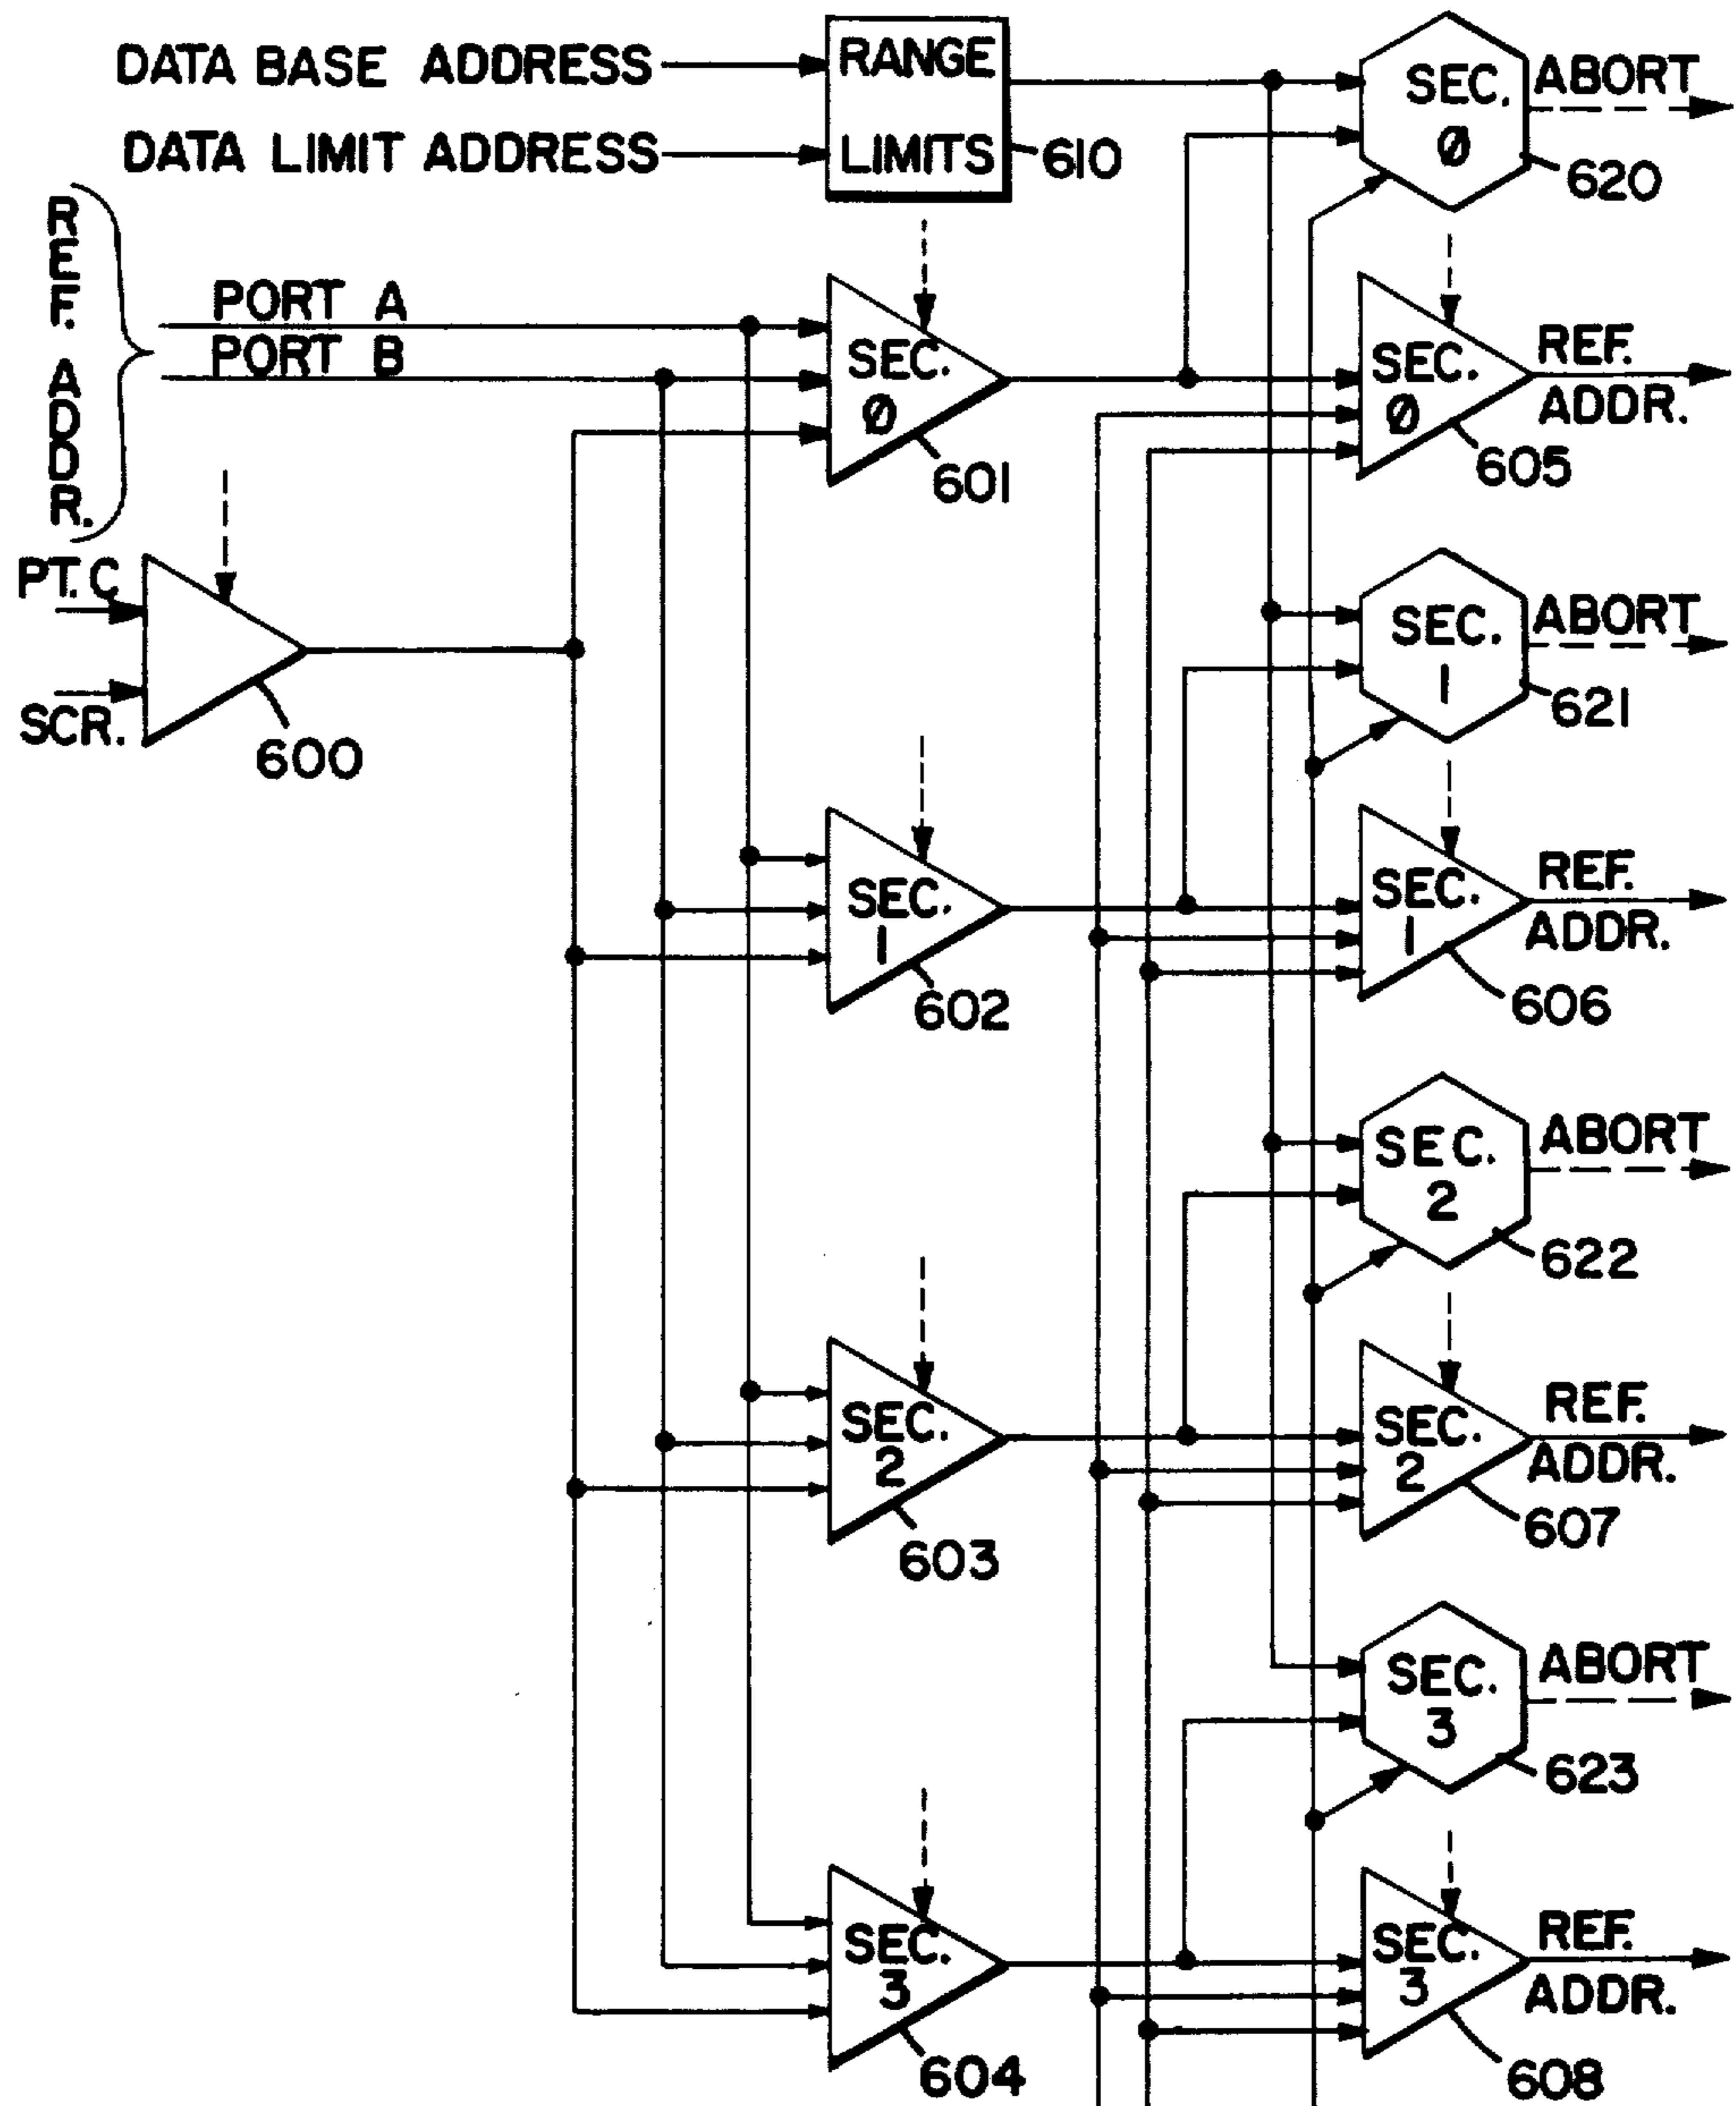 DATA BASE ADDRESS
DATA LIMIT ADDRESS
RANGE
LIMITS
610
SEC.
0
ABORT
620
REF. ADDR.
PORT A
PORT B
SEC.
0
601
SEC.
0
REF.
ADDR.
605
PT. C
SCR.
600
SEC.
1
ABORT
621
SEC.
1
602
SEC.
1
REF.
ADDR.
606
SEC.
2
ABORT
622
SEC.
2
603
SEC.
2
REF.
ADDR.
607
SEC.
3
ABORT
623
SEC.
3
604
SEC.
3
REF.
ADDR.
608